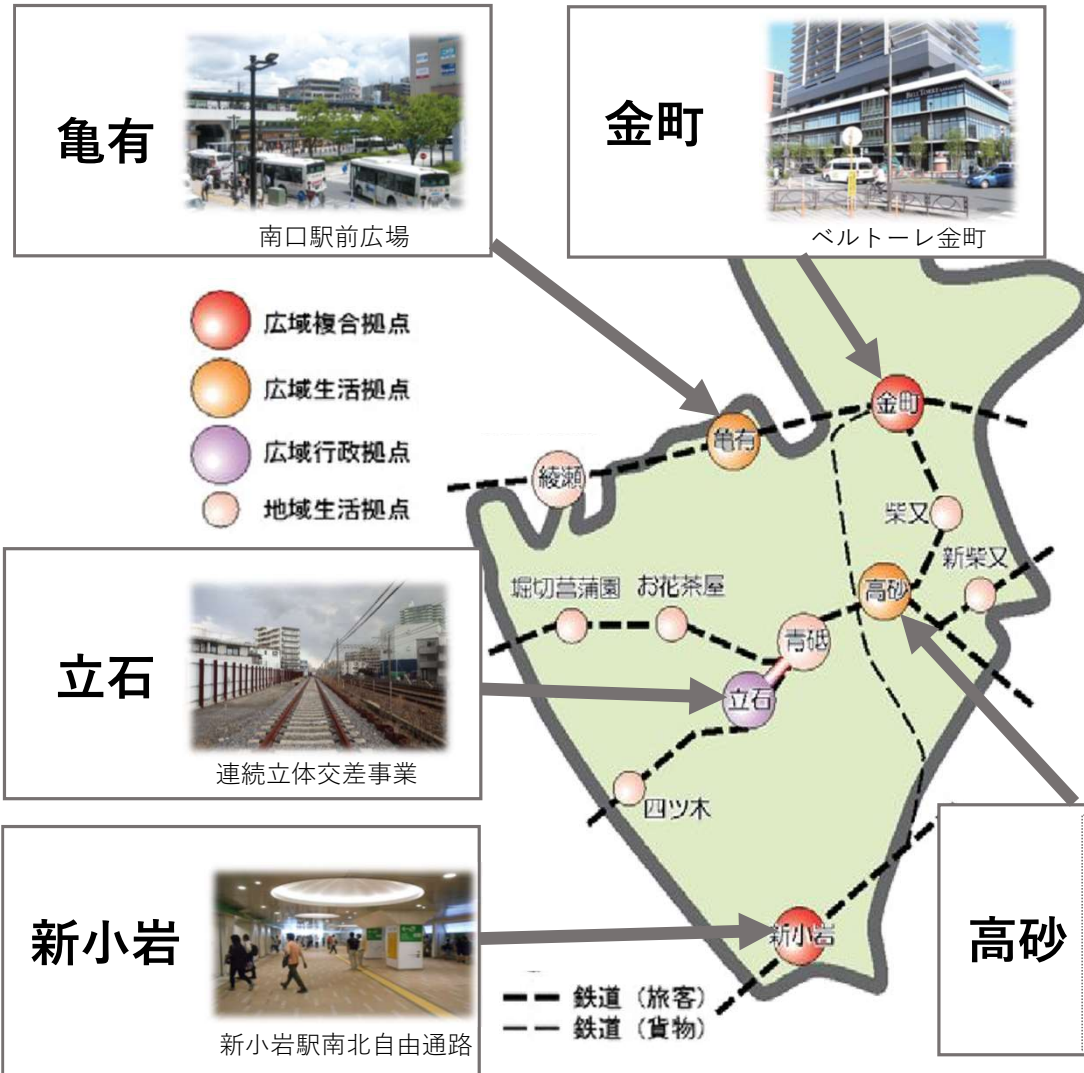 亀有
南口駅前広場
金町
BELLTORRE
ベルトーレ金町
広域複合拠点
広域生活拠点
広域行政拠点
地域生活拠点
金町
亀有
綾瀬
柴又
新柴又
高砂
堀切菖蒲園
お花茶屋
青砥
立石
四ツ木
新小岩
立石
連続立体交差事業
新小岩
新小岩駅南北自由通路
鉄道（旅客）
鉄道（貨物）
高砂